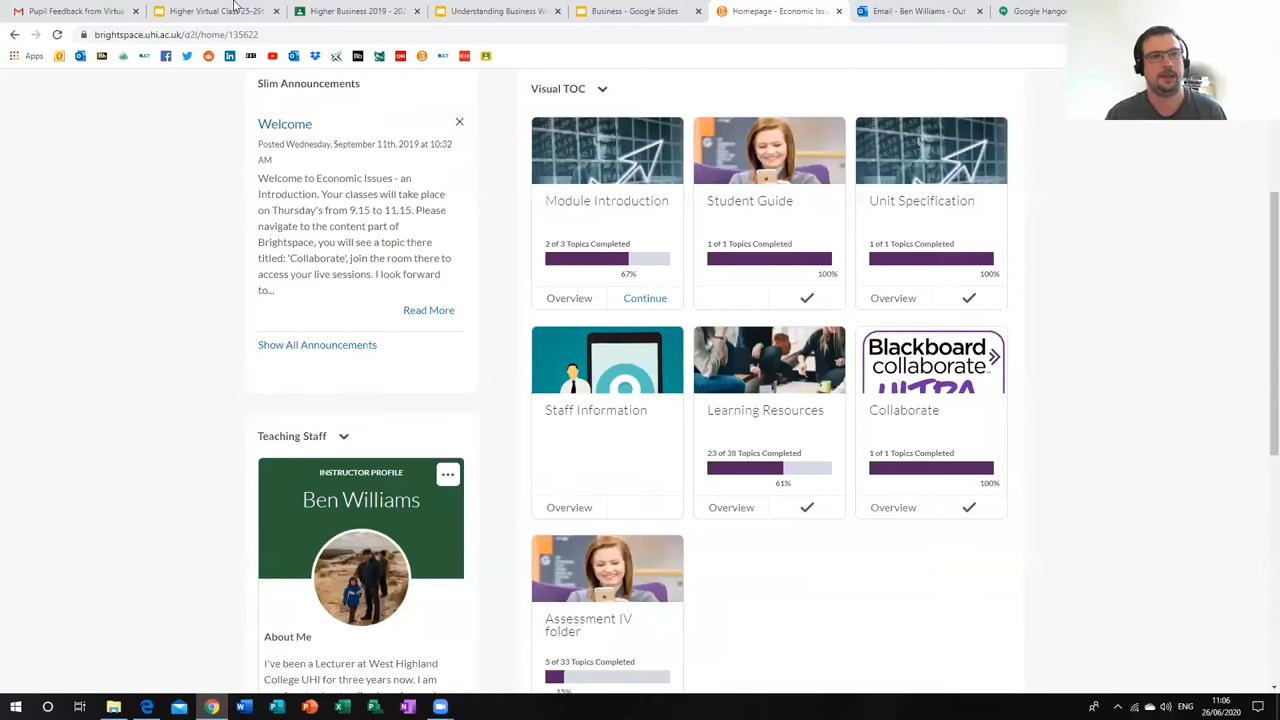 Pupil Feedback from Virtu
Higher Virtual Class
Higher Business 2019 - 202
Understanding Business We
Business - Google Slides
Homepage - Economic Issu
Email - Ben Williams - Out
Google Hangou
brightspace.uhi.ac.uk/d2l/home/135622
Apps
Slim Announcements
Welcome
Posted Wednesday, September 11th, 2019 at 10:32
AM
Welcome to Economic Issues - an
Introduction. Your classes will take place
on Thursday's from 9.15 to 11.15. Please
navigate to the content part of
Brightspace, you will see a topic there
titled: 'Collaborate', join the room there to
access your live sessions. I look forward
to...
Read More
Show All Announcements
Teaching Staff
INSTRUCTOR PROFILE
Ben Williams
About Me
I've been a Lecturer at West Highland
College UHI for three years now. I am
Visual TOC
Module Introduction
2 of 3 Topics Completed
67%
Overview
Continue
Student Guide
1 of 1 Topics Completed
100%
Unit Specification
1 of 1 Topics Completed
100%
Overview
Staff Information
Overview
Learning Resources
23 of 38 Topics Completed
61%
Overview
Blackboard
collaborate
ULTRA
Collaborate
1 of 1 Topics Completed
100%
Overview
Assessment IV
folder
5 of 33 Topics Completed
15%
11:06
26/06/2020